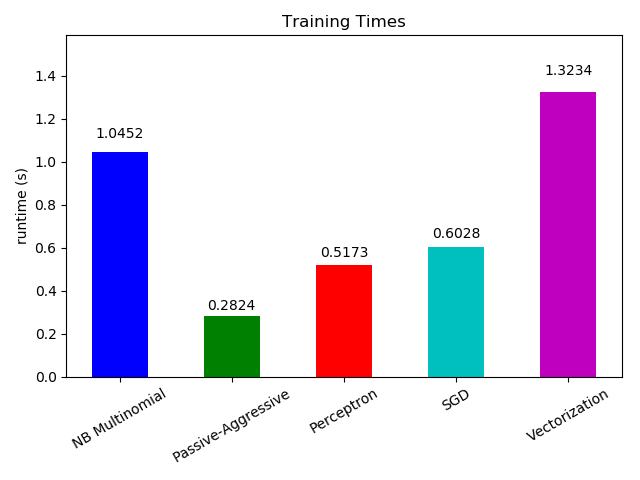 Training Times
runtime (s)
1.4
1.2
1.0
0.8
0.6
0.4
0.2
0.0
1.0452
0.2824
0.5173
0.6028
1.3234
NB Multinomial
Passive-Aggressive
Perceptron
SGD
Vectorization